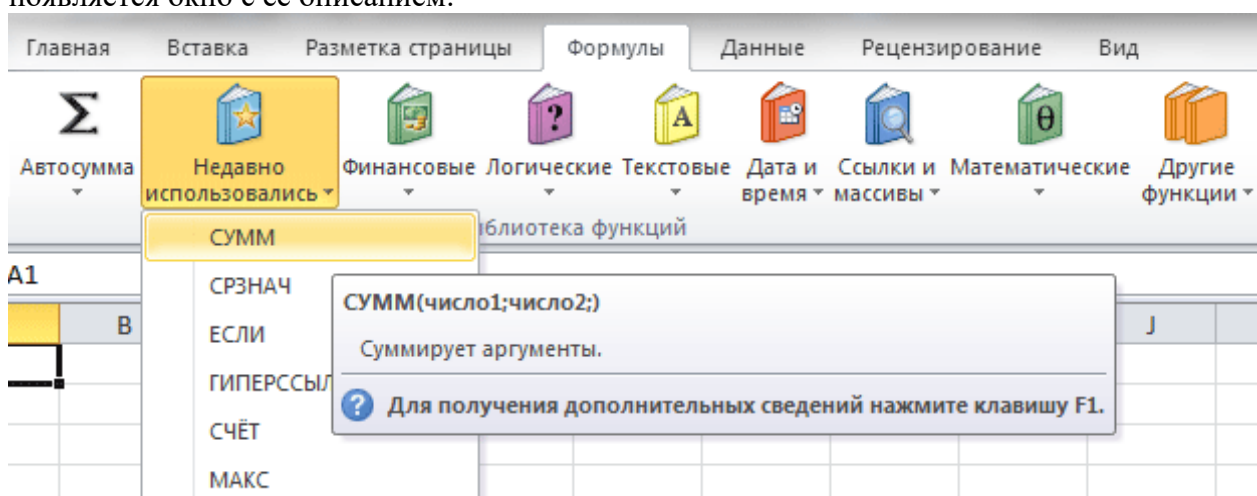 появляется окно с ее описанием.
Главная Вставка Разметка страницы Формулы Данные Рецензирование Вид
Автосумма Недавно использовались Финансовые Логические Текстовые Дата и время Ссылки и массивы Математические Другие функции
СУММ
функций
A1
СРЗНАЧ
СУММ(число1;число2;)
B
J
ЕСЛИ
Суммирует аргументы.
Для получения дополнительных сведений нажмите клавишу F1.
СЧЁТ
МАКС